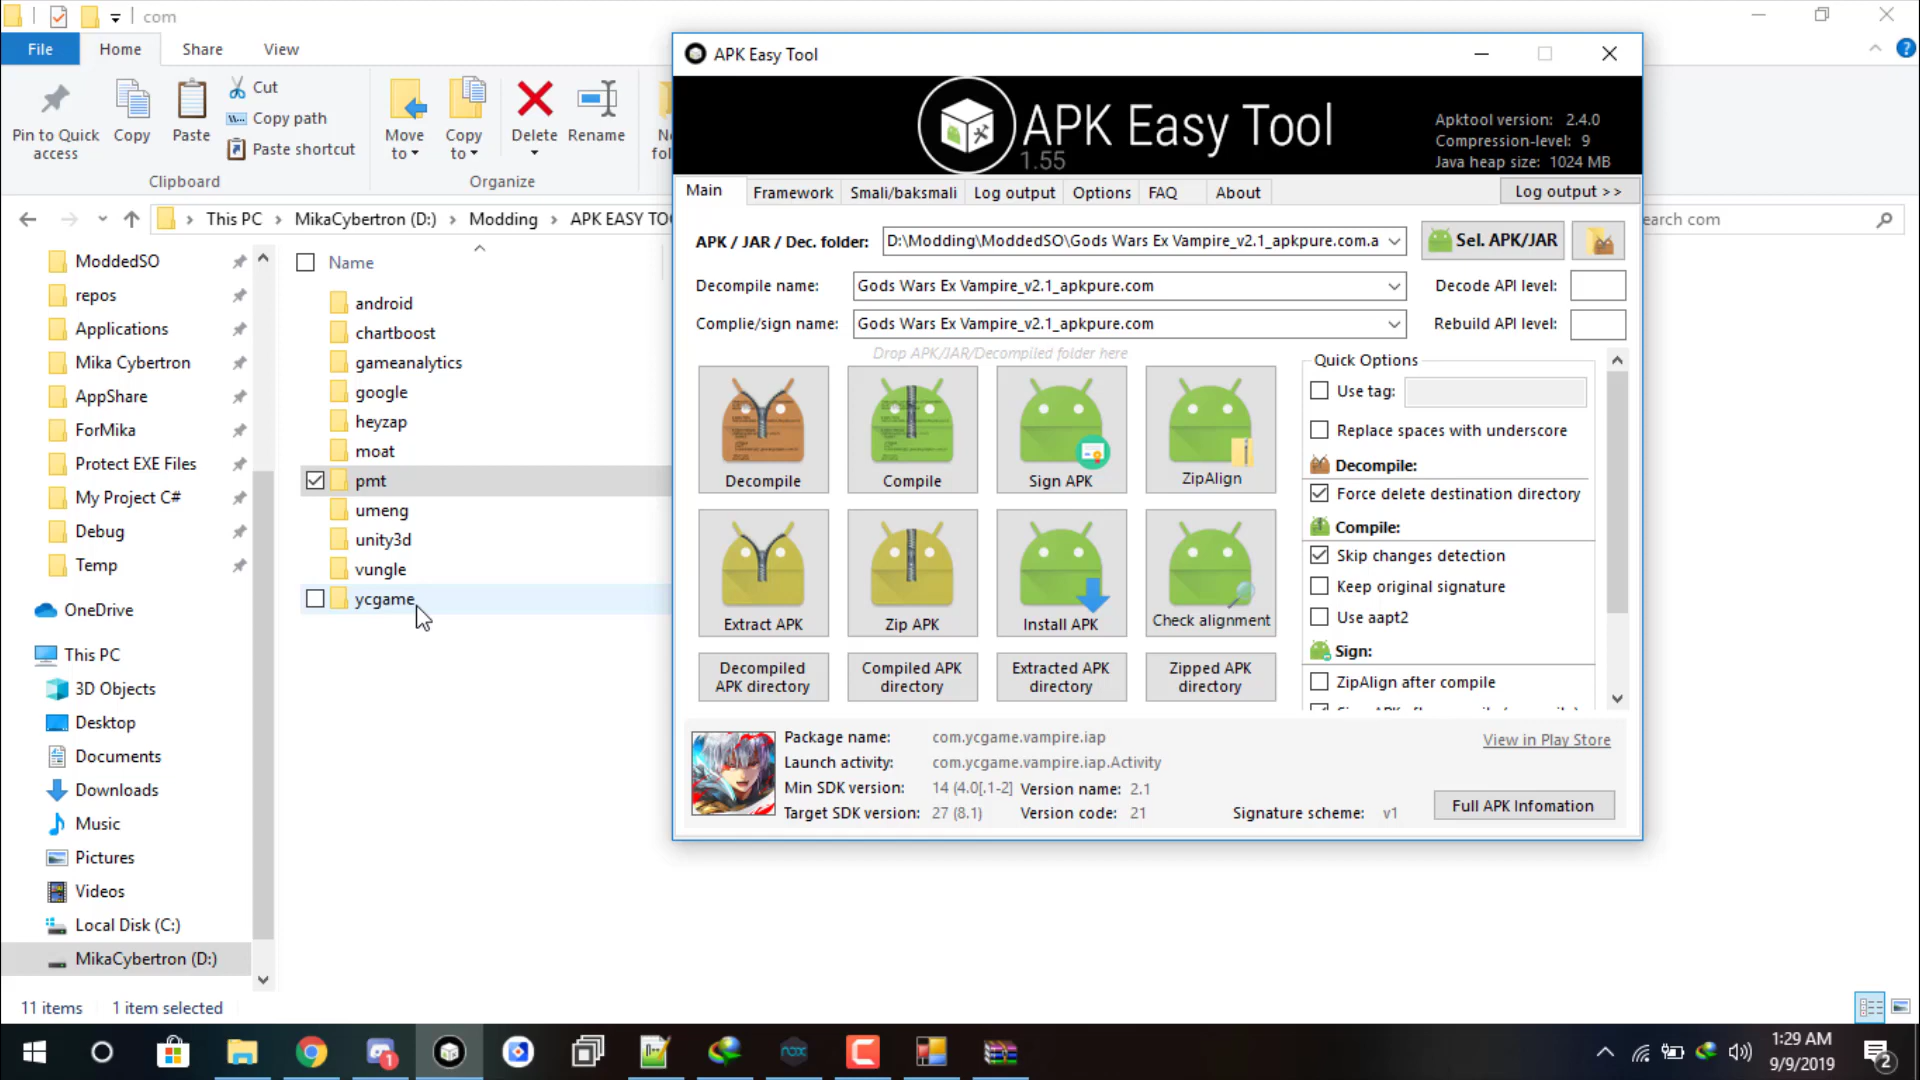 com
File
Home
Share
View
Pin to Quick
access
Copy
Paste
Cut
Copy path
Paste shortcut
Clipboard
Move
to
Copy
to
Delete
Rename
Organize
This PC
MikaCybertron (D:)
Modding
APK EASY TO
earch com
ModdedSO
repos
Applications
Mika Cybertron
AppShare
ForMika
Protect EXE Files
My Project C#
Debug
Temp
OneDrive
This PC
3D Objects
Desktop
Documents
Downloads
Music
Pictures
Videos
Local Disk (C:)
MikaCybertron (D:)
Name
android
chartboost
gameanalytics
google
heyzap
moat
pmt
umeng
unity3d
vungle
ycgame
11 items
1 item selected
APK Easy Tool
APK Easy Tool
1.55
Apktool version: 2.4.0
Compression-level: 9
Java heap size: 1024 MB
Main
Framework
Smali/baksmali
Log output
Options
FAQ
About
Log output >>
APK / JAR / Dec. folder:
D:\Modding\ModdedSO\Gods Wars Ex Vampire_v2.1_apkpure.com.a
Sel. APK/JAR
Decompile name:
Gods Wars Ex Vampire_v2.1_apkpure.com
Decode API level:
Complie/sign name:
Gods Wars Ex Vampire_v2.1_apkpure.com
Rebuild API level:
Drop APK/JAR/Decompiled folder here
Decompile
Compile
Sign APK
ZipAlign
Extract APK
Zip APK
Install APK
Check alignment
Decompiled
APK directory
Compiled APK
directory
Extracted APK
directory
Zipped APK
directory
Quick Options
Use tag:
Replace spaces with underscore
Decompile:
Force delete destination directory
Compile:
Skip changes detection
Keep original signature
Use aapt2
Sign:
ZipAlign after compile
Package name: com.ycgame.vampire.iap
Launch activity: com.ycgame.vampire.iap.Activity
Min SDK version: 14 (4.0[.1-2]
Version name: 2.1
Target SDK version: 27 (8.1)
Version code: 21
Signature scheme: v1
View in Play Store
Full APK Infomation
nox
1:29 AM
9/9/2019
1
2